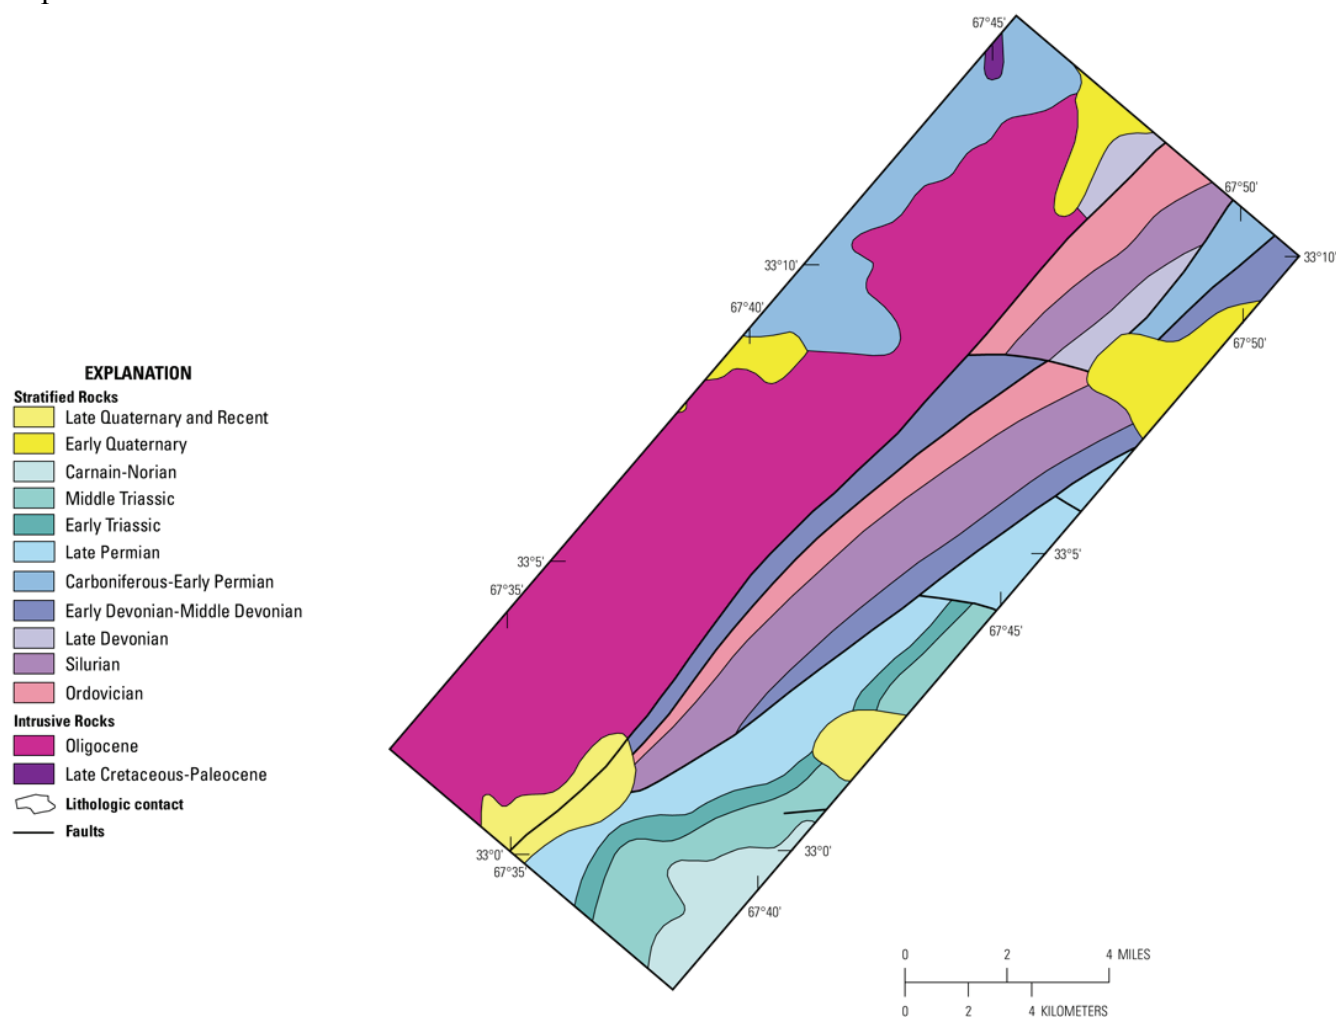 67°45'
67°50'
33°10'
33°10'
67°40'
67°50'
EXPLANATION
Stratified Rocks
Late Quaternary and Recent
Early Quaternary
Carnain-Norian
Middle Triassic
Early Triassic
Late Permian
Carboniferous-Early Permian
Early Devonian-Middle Devonian
Late Devonian
Silurian
Ordovician
Intrusive Rocks
Oligocene
Late Cretaceous-Paleocene
Lithologic contact
Faults
33°5'
33°5'
67°35'
67°45'
33°0'
33°0'
67°35'
67°40'
0 2 4 MILES
0 2 4 KILOMETERS